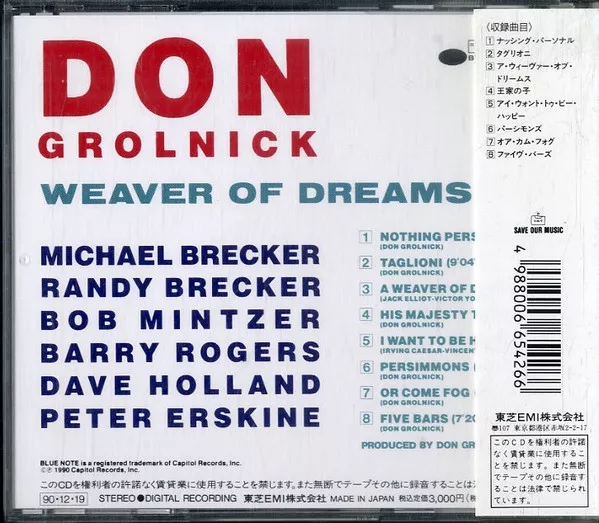 DON
GROLNICK
WEAVER OF DREAMS
MICHAEL BRECKER
RANDY BRECKER
BOB MINTZER
BARRY ROGERS
DAVE HOLLAND
PETER ERSKINE
1 NOTHING PERS
(DON GROLNICK)
2 TAGLIONI (9'04"
(DON GROLNICK)
3 A WEAVER OF D
(JACK ELLIOT-VICTOR YO
4 HIS MAJESTY T
(DON GROLNICK)
5 I WANT TO BE H
(IRVING CAESAR-VINCENT
6 PERSIMMONS (
(DON GROLNICK)
7 OR COME FOG (
(DON GROLNICK)
8 FIVE BARS (7'20
(DON GROLNICK)
PRODUCED BY DON GRO
BLUE NOTE is a registered trademark of Capitol Records, Inc.
©℗ 1990 Capitol Records, Inc.
このCDを権利者の許諾なく賃貸業に使用することを禁じます。また無断でテープその他に録音することは法
90・12・19 STEREO●DIGITAL RECORDING 東芝EMI株式会社 MADE IN JAPAN 税込定価3,000円(税
〈収録曲目〉
1 ナッシング・パーソナル
2 タグリオニ
3 ア・ウィーヴァー・オブ・
ドリームス
4 王家の子
5 アイ・ウォント・トゥ・ビー・
ハッピー
6 パーシモンズ
7 オア・カム・フォグ
8 ファイヴ・バーズ
SAVE OUR MUSIC
4 988006 654266
東芝EMI株式会社
〠107 東京都港区赤坂2-2-17
このCDを権利者の許諾
なく賃貸業に使用するこ
とを禁じます。また無断
でテープその他に録音す
ることは法律で禁じられ
ています。